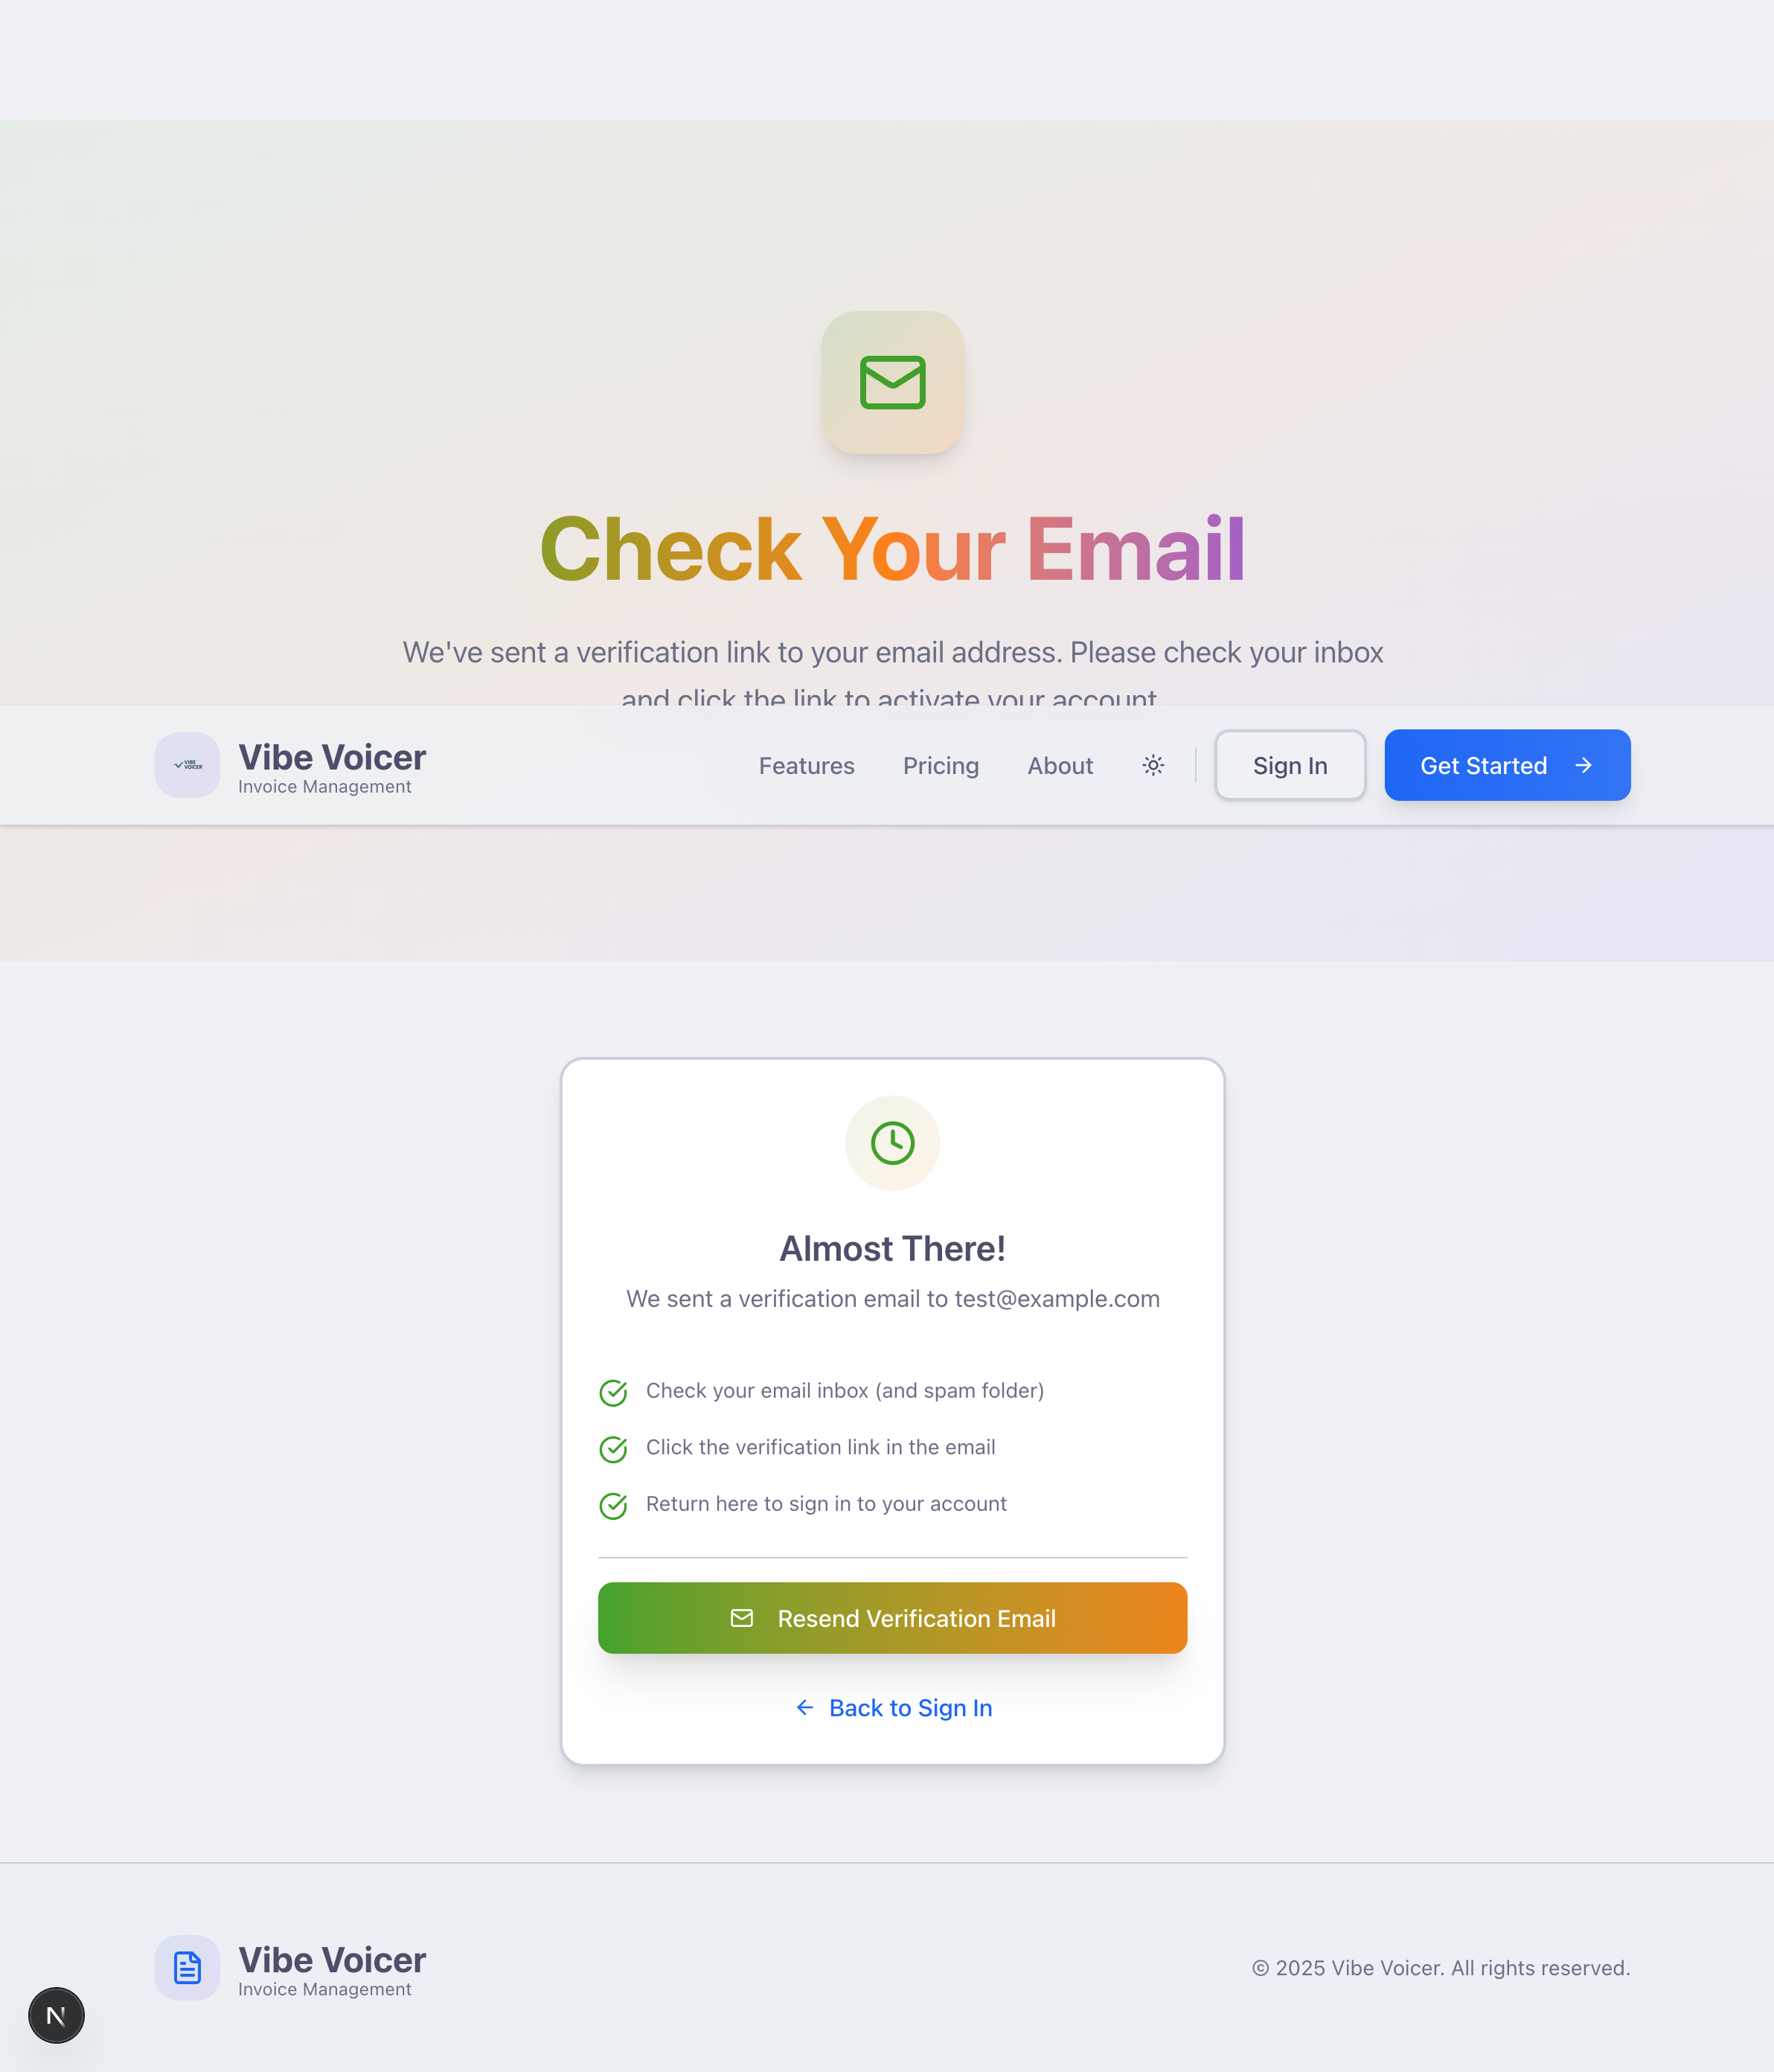 Check Your Email
We've sent a verification link to your email address. Please check your inbox
and click the link to activate your account.
VIBE
VOICER
Vibe Voicer
Invoice Management
Features
Pricing
About
Sign In
Get Started
Almost There!
We sent a verification email to test@example.com
Check your email inbox (and spam folder)
Click the verification link in the email
Return here to sign in to your account
Resend Verification Email
Back to Sign In
Vibe Voicer
Invoice Management
© 2025 Vibe Voicer. All rights reserved.
N